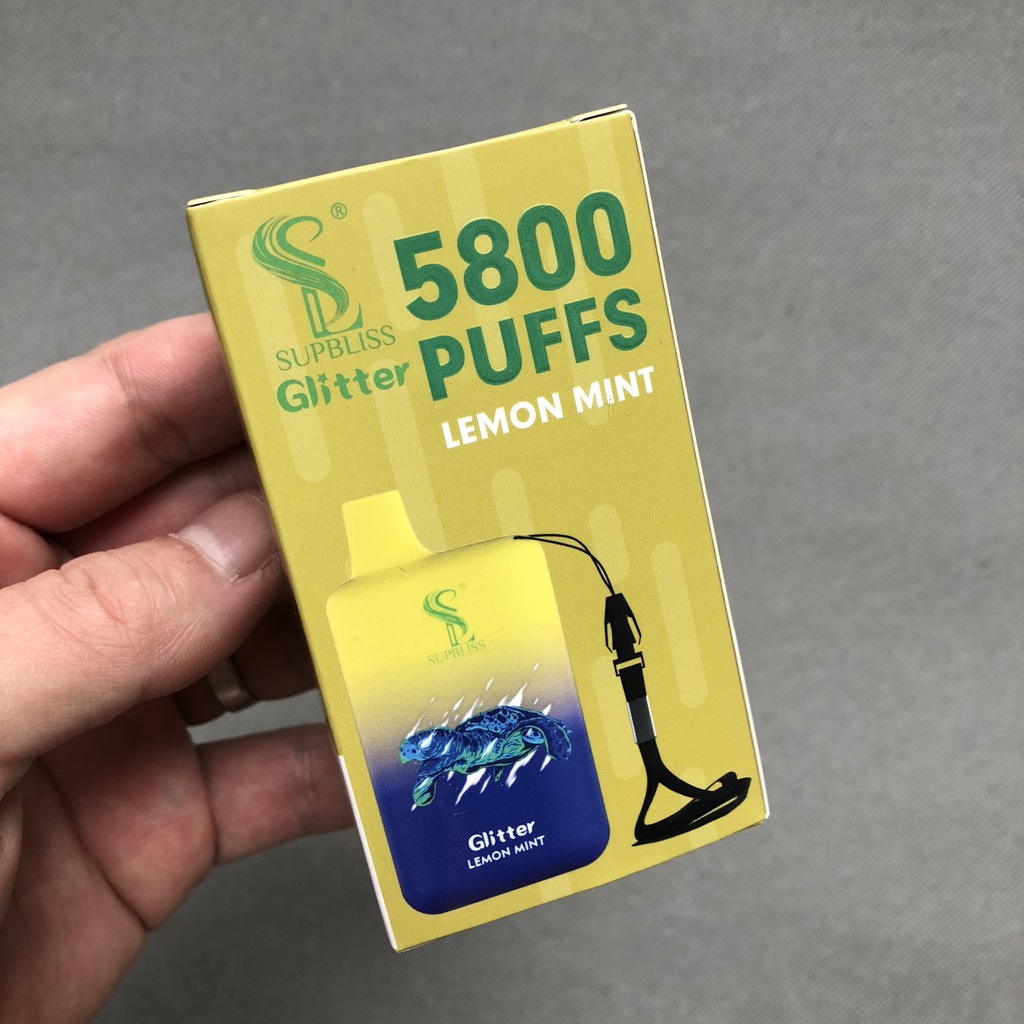 ®
5800
PUFFS
SUPBLISS
Glitter
LEMON MINT
SUPBLISS
Glitter
LEMON MINT